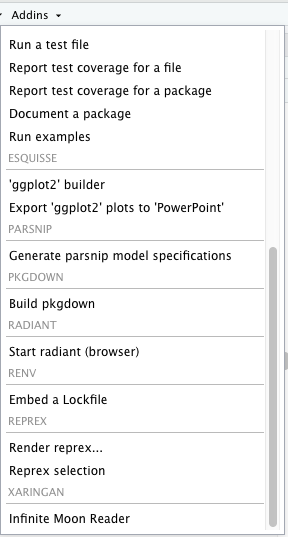 Addins
Run a test file
Report test coverage for a file
Report test coverage for a package
Document a package
Run examples
ESQUISSE
'ggplot2' builder
Export 'ggplot2' plots to 'PowerPoint'
PARSNIP
Generate parsnip model specifications
PKGDOWN
Build pkgdown
RADIANT
Start radiant (browser)
RENV
Embed a Lockfile
REPREX
Render reprex...
Reprex selection
XARINGAN
Infinite Moon Reader